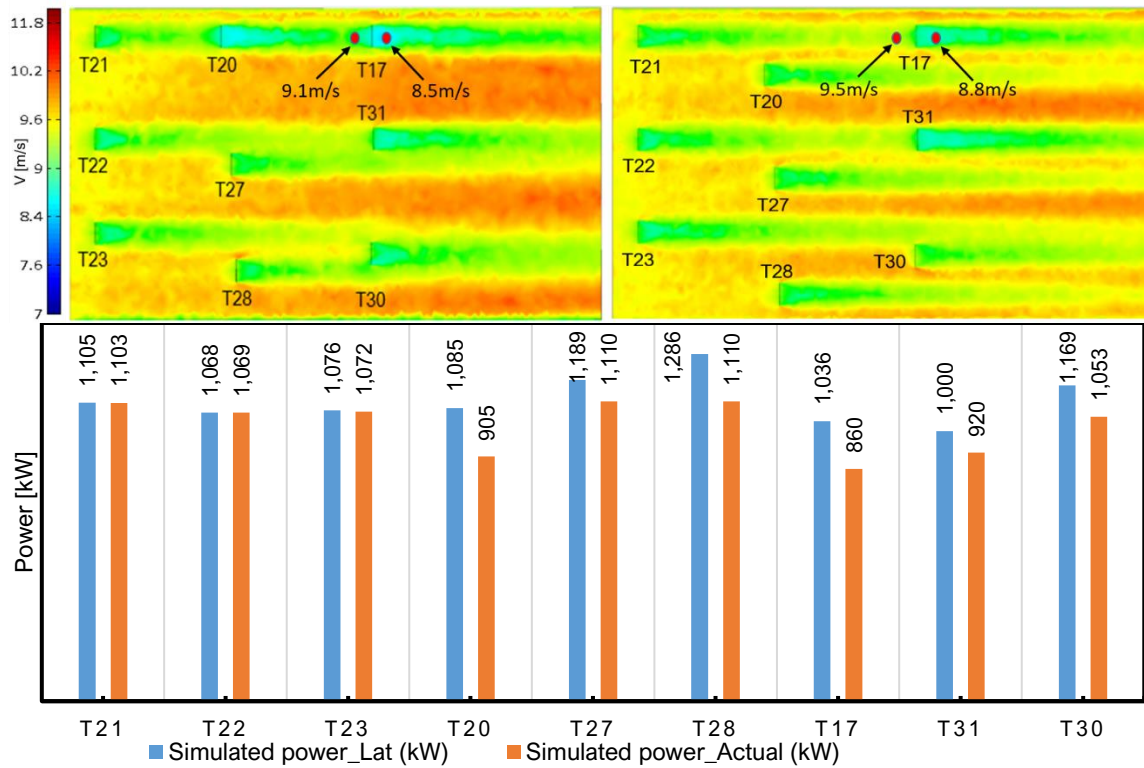 11.8
10.2
9.6
9
8.4
7.6
7
V [m/s]
T21
T20
T17
9.1m/s
8.5m/s
T31
T22
T27
T23
T28
T30
T21
T17
T20
9.5m/s
8.8m/s
T31
T22
T27
T23
T28
T30
Power [kW]
1,105
1,103
1,068
1,069
1,076
1,072
1,085
905
1,189
1,110
1,286
1,110
1,036
860
1,000
920
1,169
1,053
T21 T22 T23 T20 T27 T28 T17 T31 T30
Simulated power_Lat (kW) Simulated power_Actual (kW)